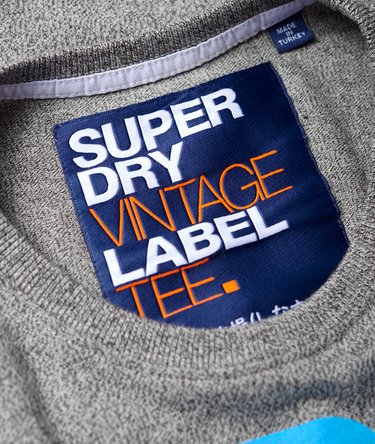 MADE
IN
TURKEY
SUPER
DRY
VINTAGE
LABEL
TEE.